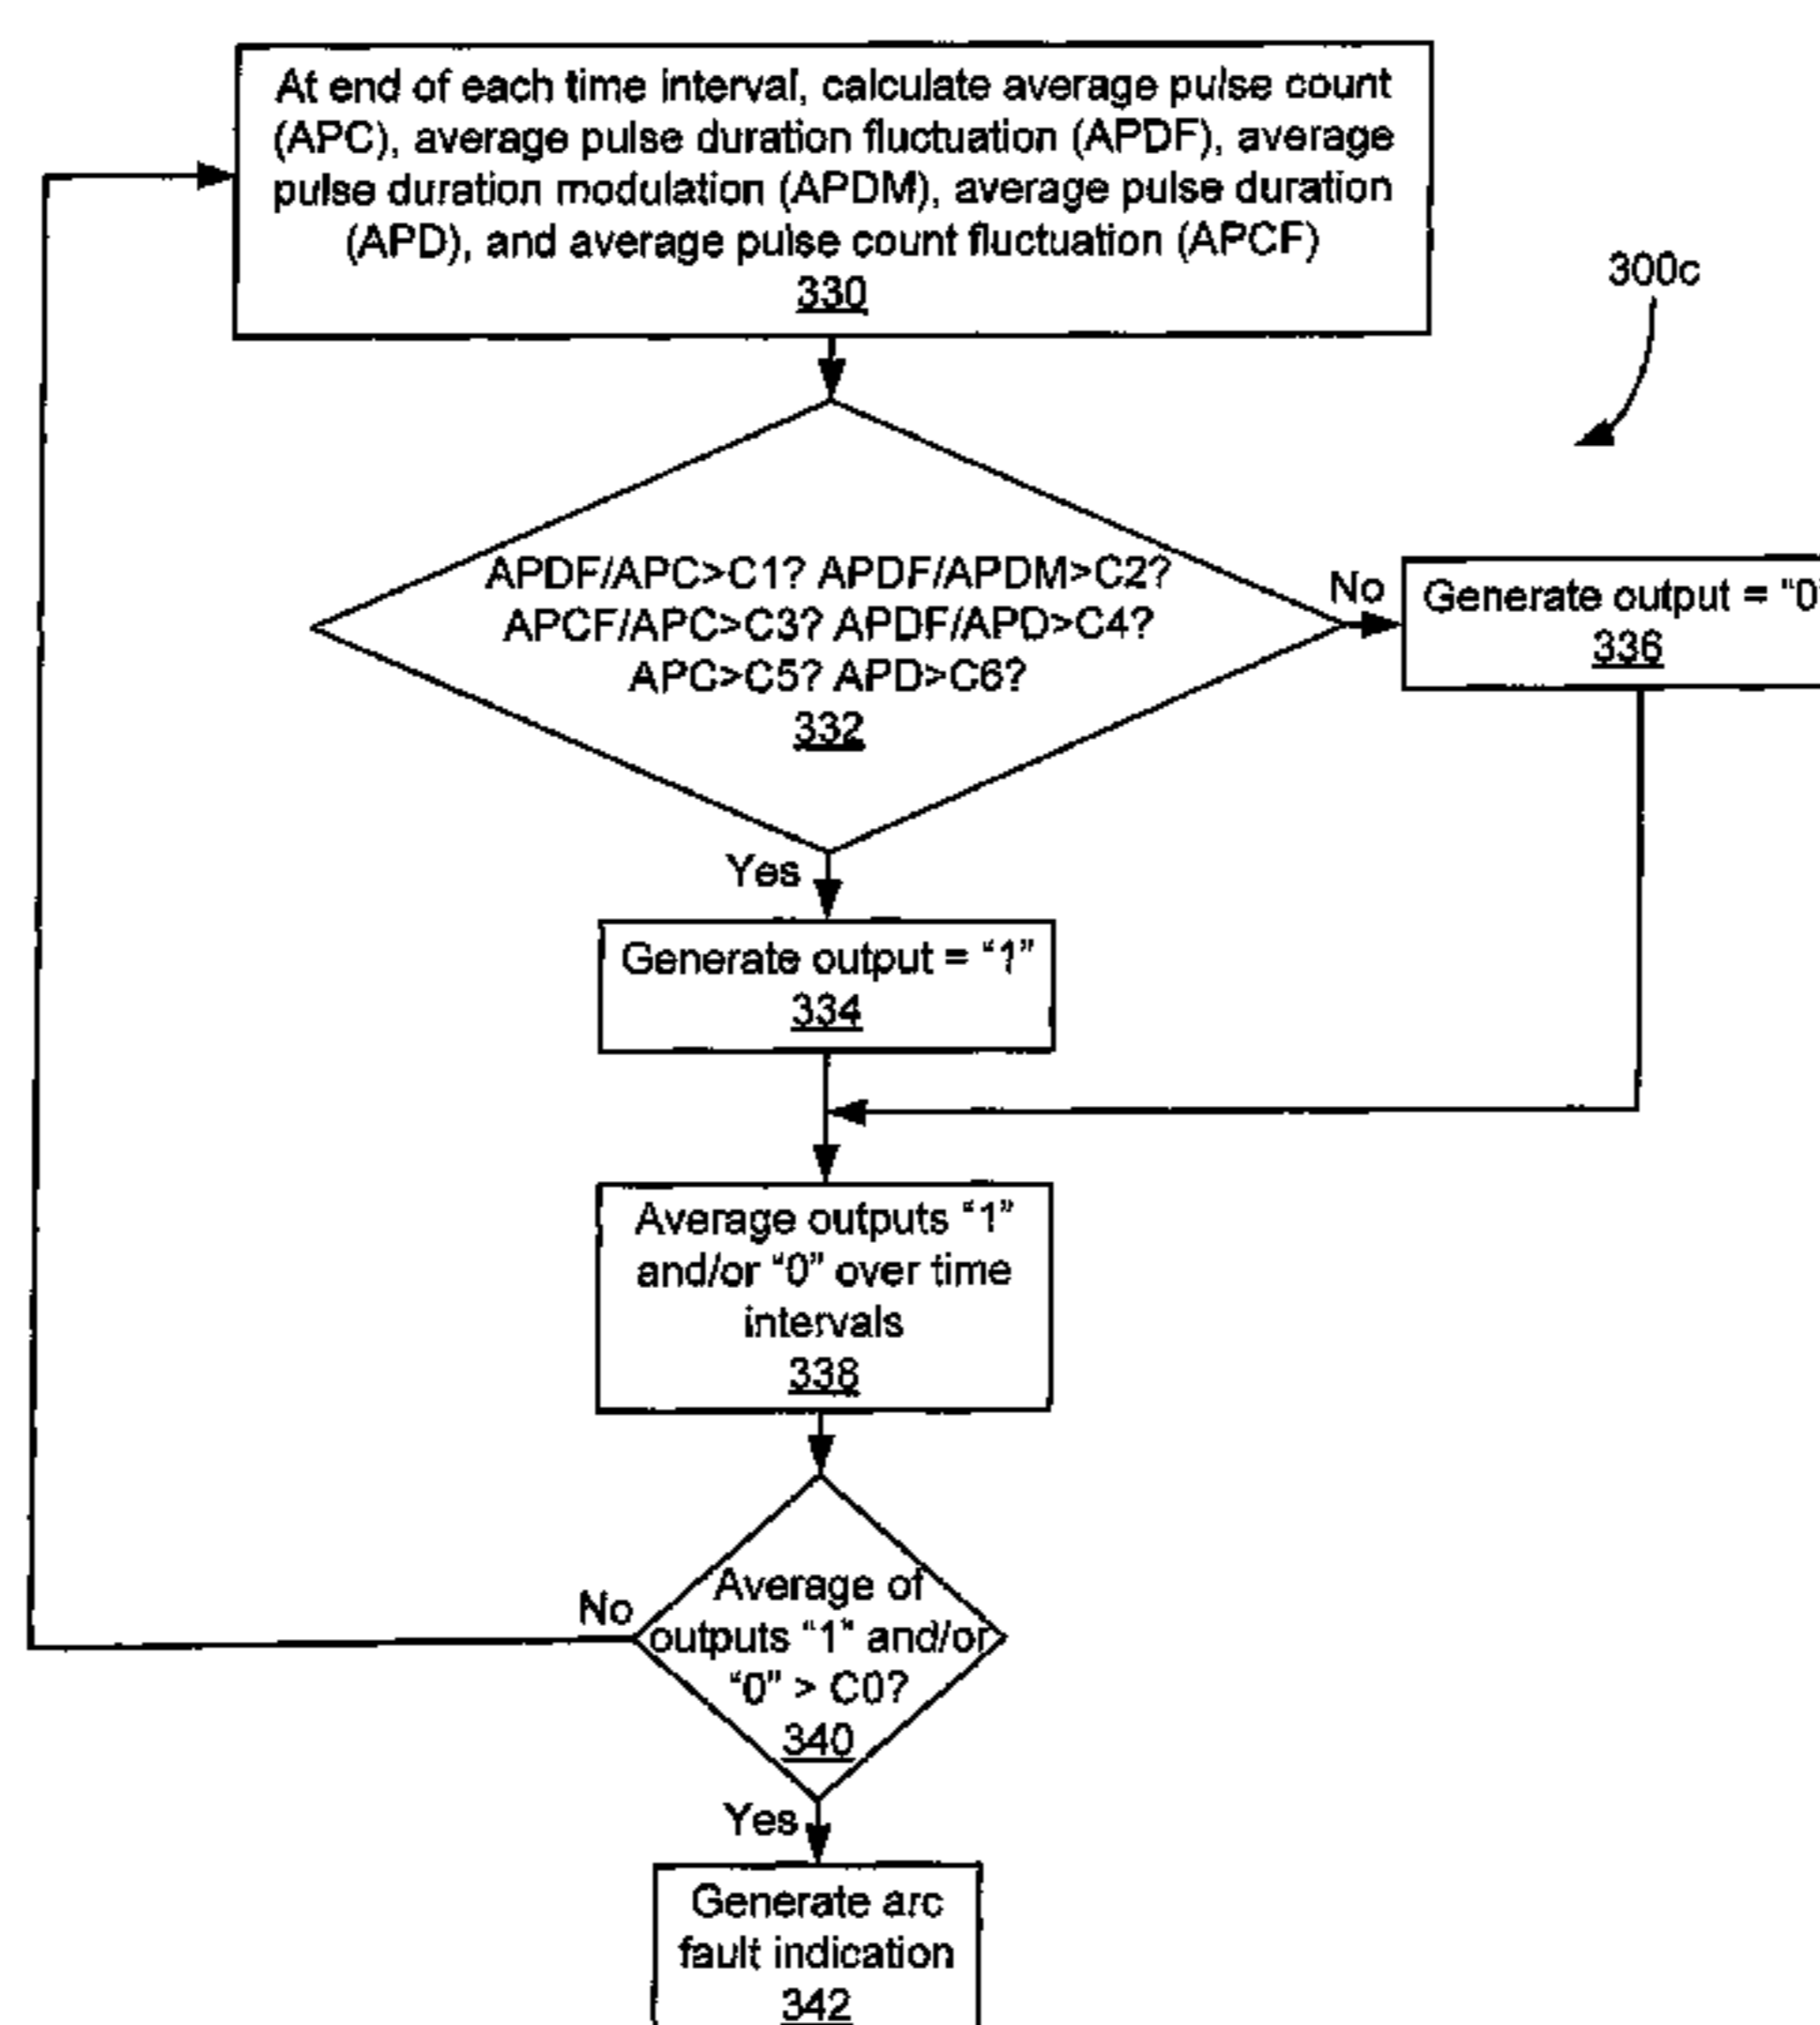 At end of each time interval, calculate average pulse count
(APC), average pulse duration fluctuation (APDF), average
pulse duration modulation (APDM), average pulse duration
(APD), and average pulse count fluctuation (APCF)
330
300c
APDF/APC>C1? APDF/APDM>C2?
APCF/APC>C3? APDF/APD>C4?
APC>C5? APD>C6?
332
No
Generate output = “0
336
Yes
Generate output = “1”
334
Average outputs “1”
and/or “0” over time
intervals
338
No
Average of
outputs “1” and/or
“0” > C0?
340
Yes
Generate arc
fault indication
342